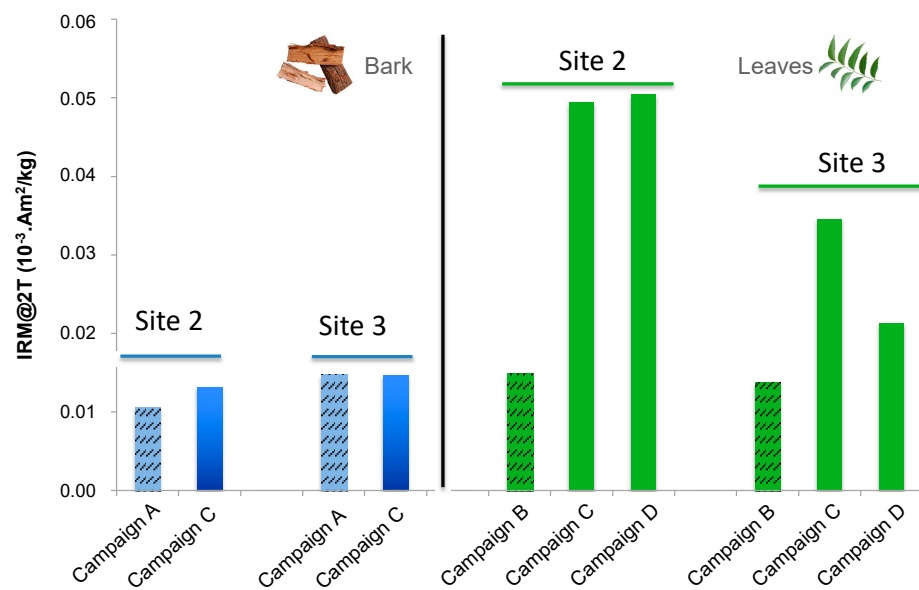 IRM@2T (10⁻³.Am²/kg)
0.06
0.05
0.04
0.03
0.02
0.01
0.00
Bark
Leaves
Site 2
Site 3
Site 2
Site 3
Campaign A
Campaign C
Campaign A
Campaign C
Campaign B
Campaign C
Campaign D
Campaign B
Campaign C
Campaign D